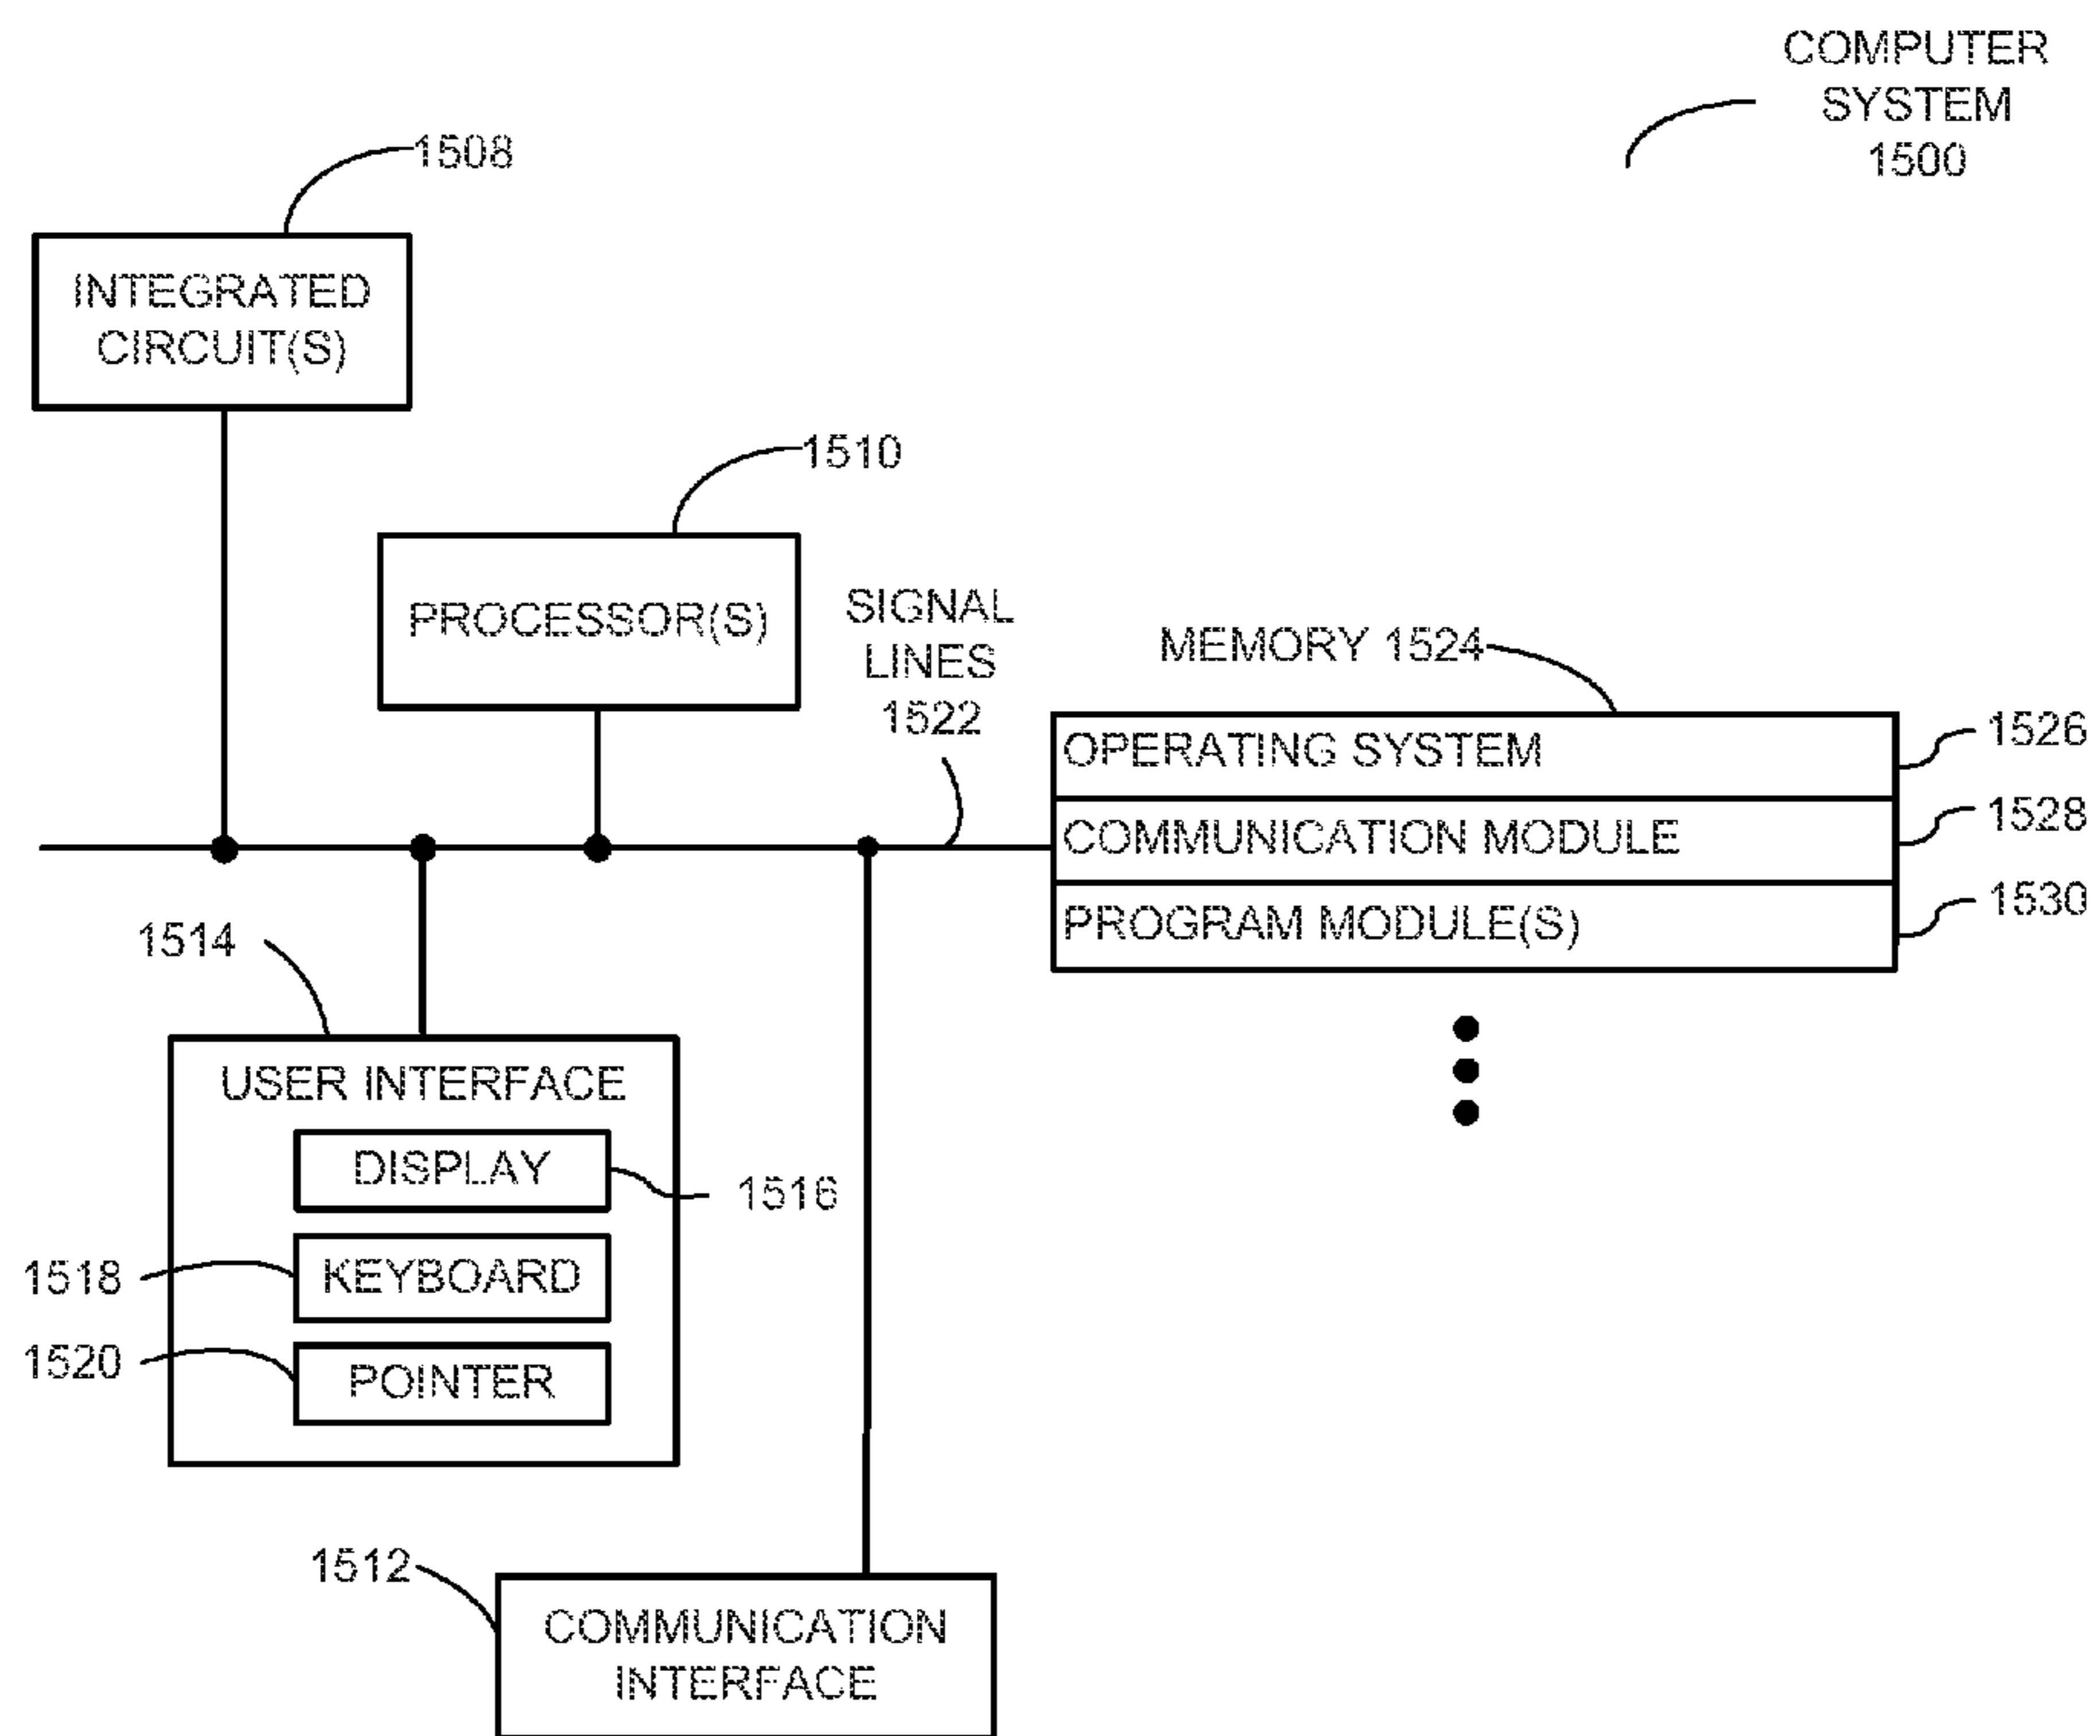 COMPUTER
SYSTEM
1500
1508
INTEGRATED
CIRCUIT(S)
1510
PROCESSOR(S)
SIGNAL
LINES
1522
MEMORY 1524
OPERATING SYSTEM
1526
COMMUNICATION MODULE
1528
PROGRAM MODULE(S)
1530
1514
USER INTERFACE
DISPLAY
1516
1518
KEYBOARD
1520
POINTER
1512
COMMUNICATION
INTERFACE